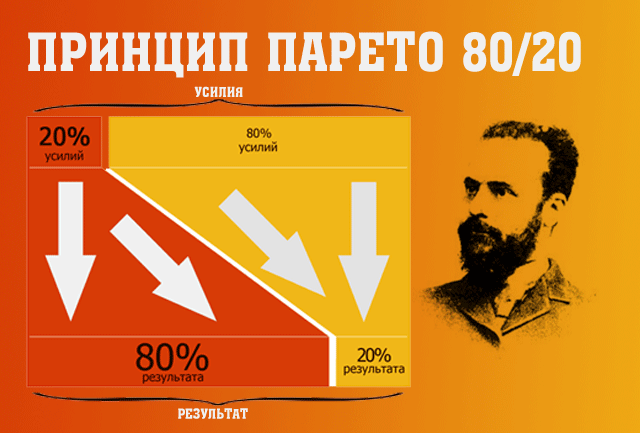 ПРИНЦИП ПАРЕТО 80/20
УСИЛИЯ
20%
усилий
80%
усилий
80%
результата
20%
результата
РЕЗУЛЬТАТ